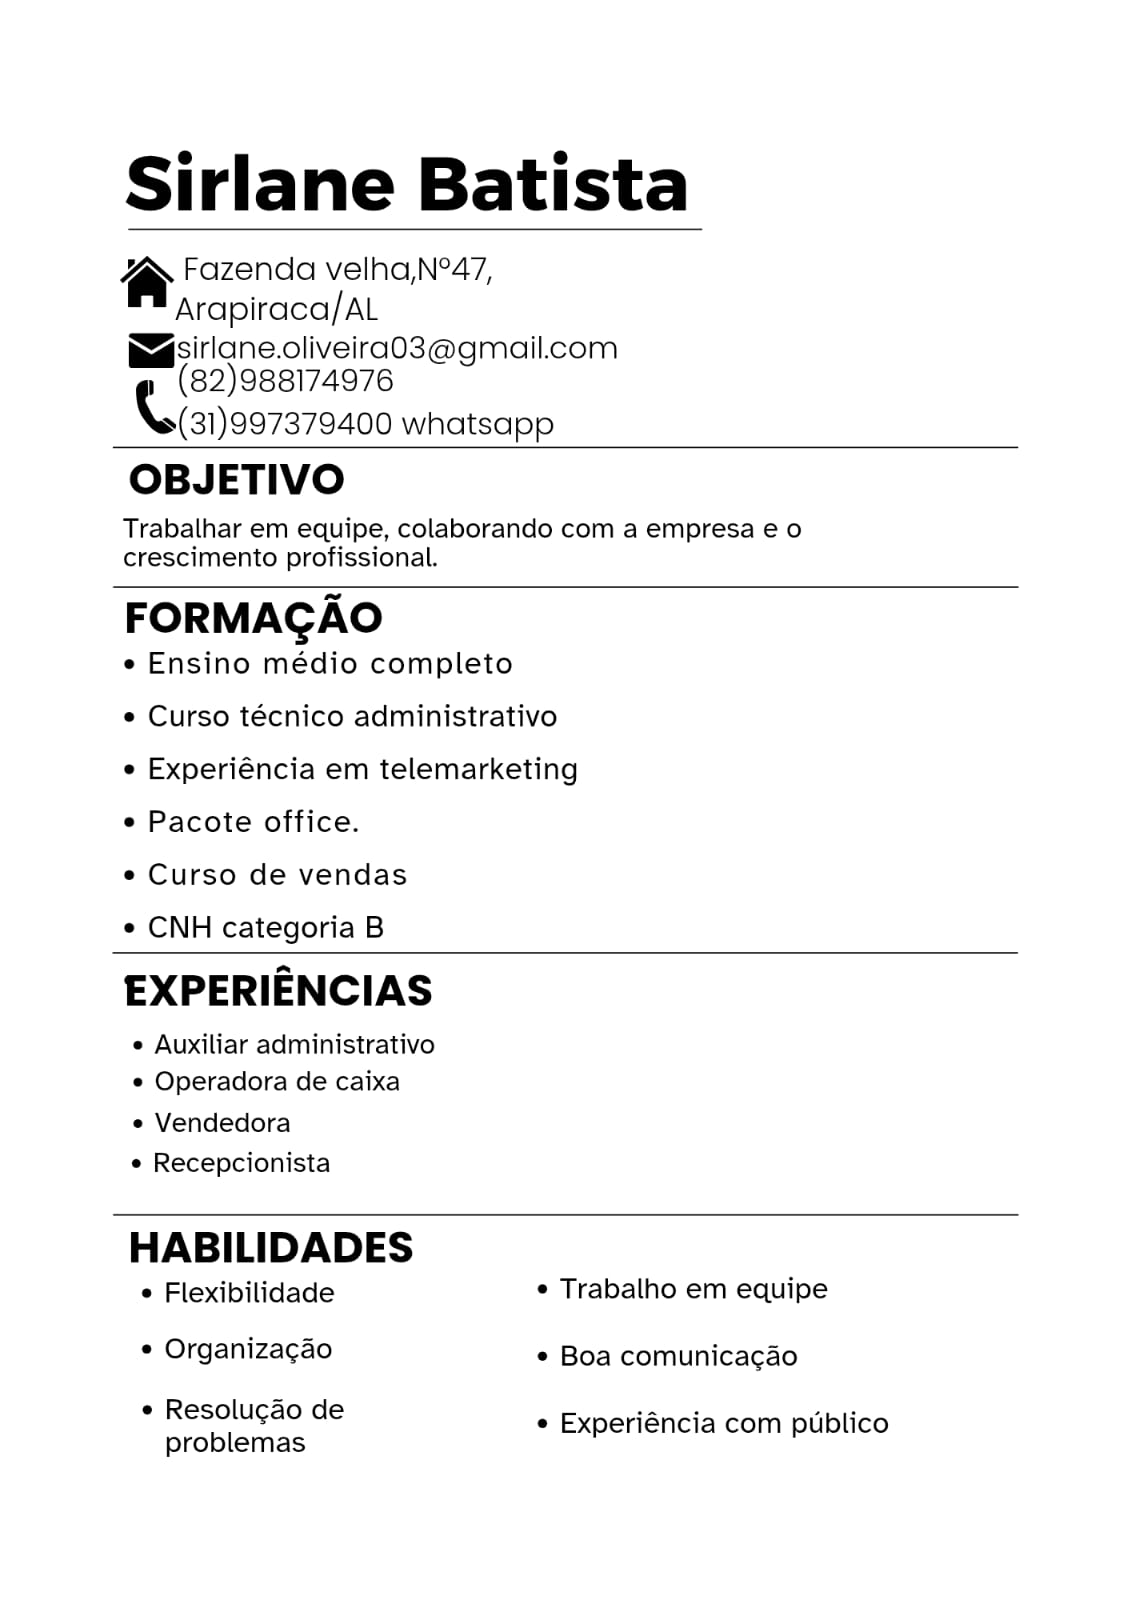 Sirlane Batista
Fazenda velha,Nº47,
Arapiraca/AL
sirlane.oliveira03@gmail.com
(82)988174976
(31)997379400 whatsapp
OBJETIVO
Trabalhar em equipe, colaborando com a empresa e o
crescimento profissional.
FORMAÇÃO
• Ensino médio completo
• Curso técnico administrativo
• Experiência em telemarketing
• Pacote office.
• Curso de vendas
• CNH categoria B
EXPERIÊNCIAS
• Auxiliar administrativo
• Operadora de caixa
• Vendedora
• Recepcionista
HABILIDADES
• Flexibilidade
• Organização
• Resolução de
problemas
• Trabalho em equipe
• Boa comunicação
• Experiência com público